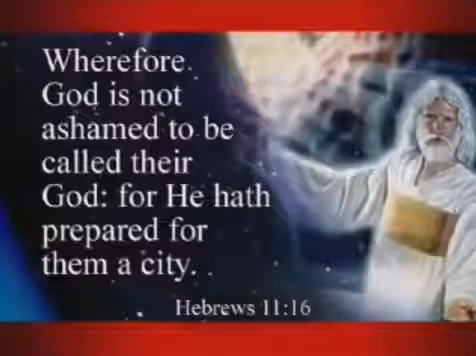 Wherefore
God is not
ashamed to be
called their
God: for He hath
prepared for
them a city.
Hebrews 11:16